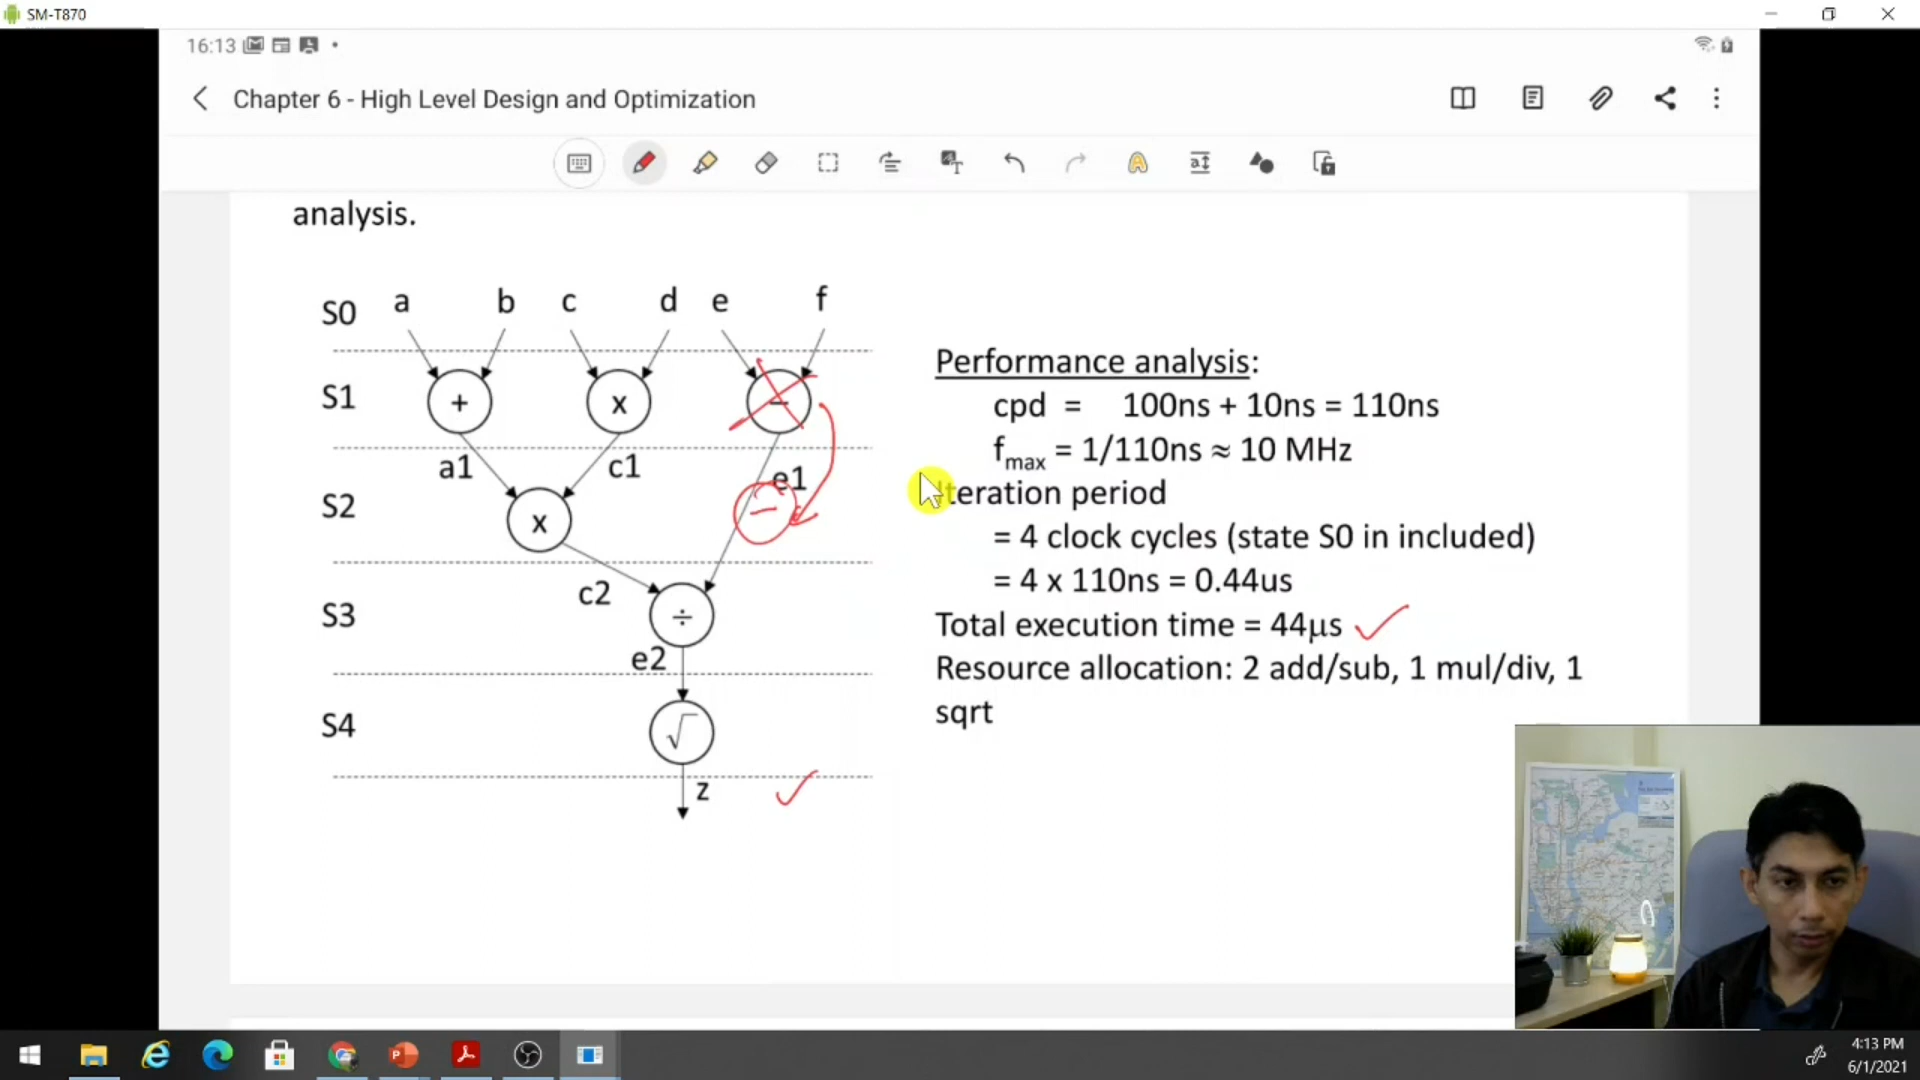 SM-T870
16:13
Chapter 6 - High Level Design and Optimization
analysis.
S0 a b c d e f
S1 + x −
a1 c1 e1
S2 x −
c2
S3 ÷
e2
S4 √
z
Performance analysis:
cpd = 100ns + 10ns = 110ns
fmax = 1/110ns ≈ 10 MHz
Iteration period
= 4 clock cycles (state S0 in included)
= 4 x 110ns = 0.44us
Total execution time = 44μs
Resource allocation: 2 add/sub, 1 mul/div, 1
sqrt
4:13 PM
6/1/2021